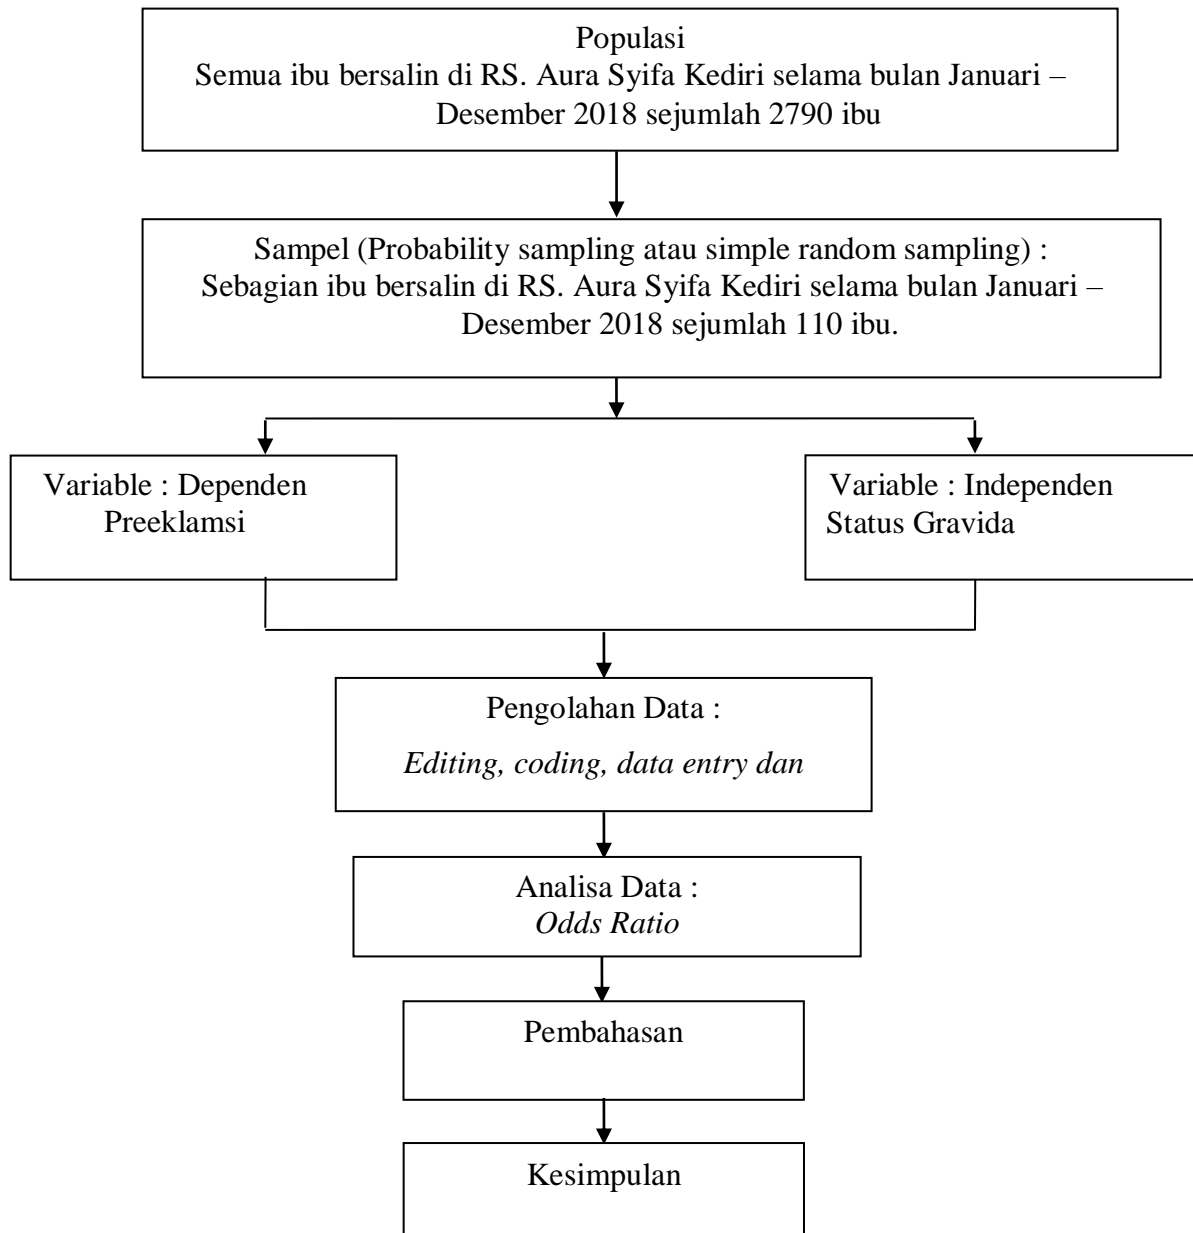 Populasi
Semua ibu bersalin di RS. Aura Syifa Kediri selama bulan Januari –
Desember 2018 sejumlah 2790 ibu
Sampel (Probability sampling atau simple random sampling) :
Sebagian ibu bersalin di RS. Aura Syifa Kediri selama bulan Januari –
Desember 2018 sejumlah 110 ibu.
Variable : Dependen
Preeklamsi
Variable : Independen
Status Gravida
Pengolahan Data :
Editing, coding, data entry dan
Analisa Data :
Odds Ratio
Pembahasan
Kesimpulan